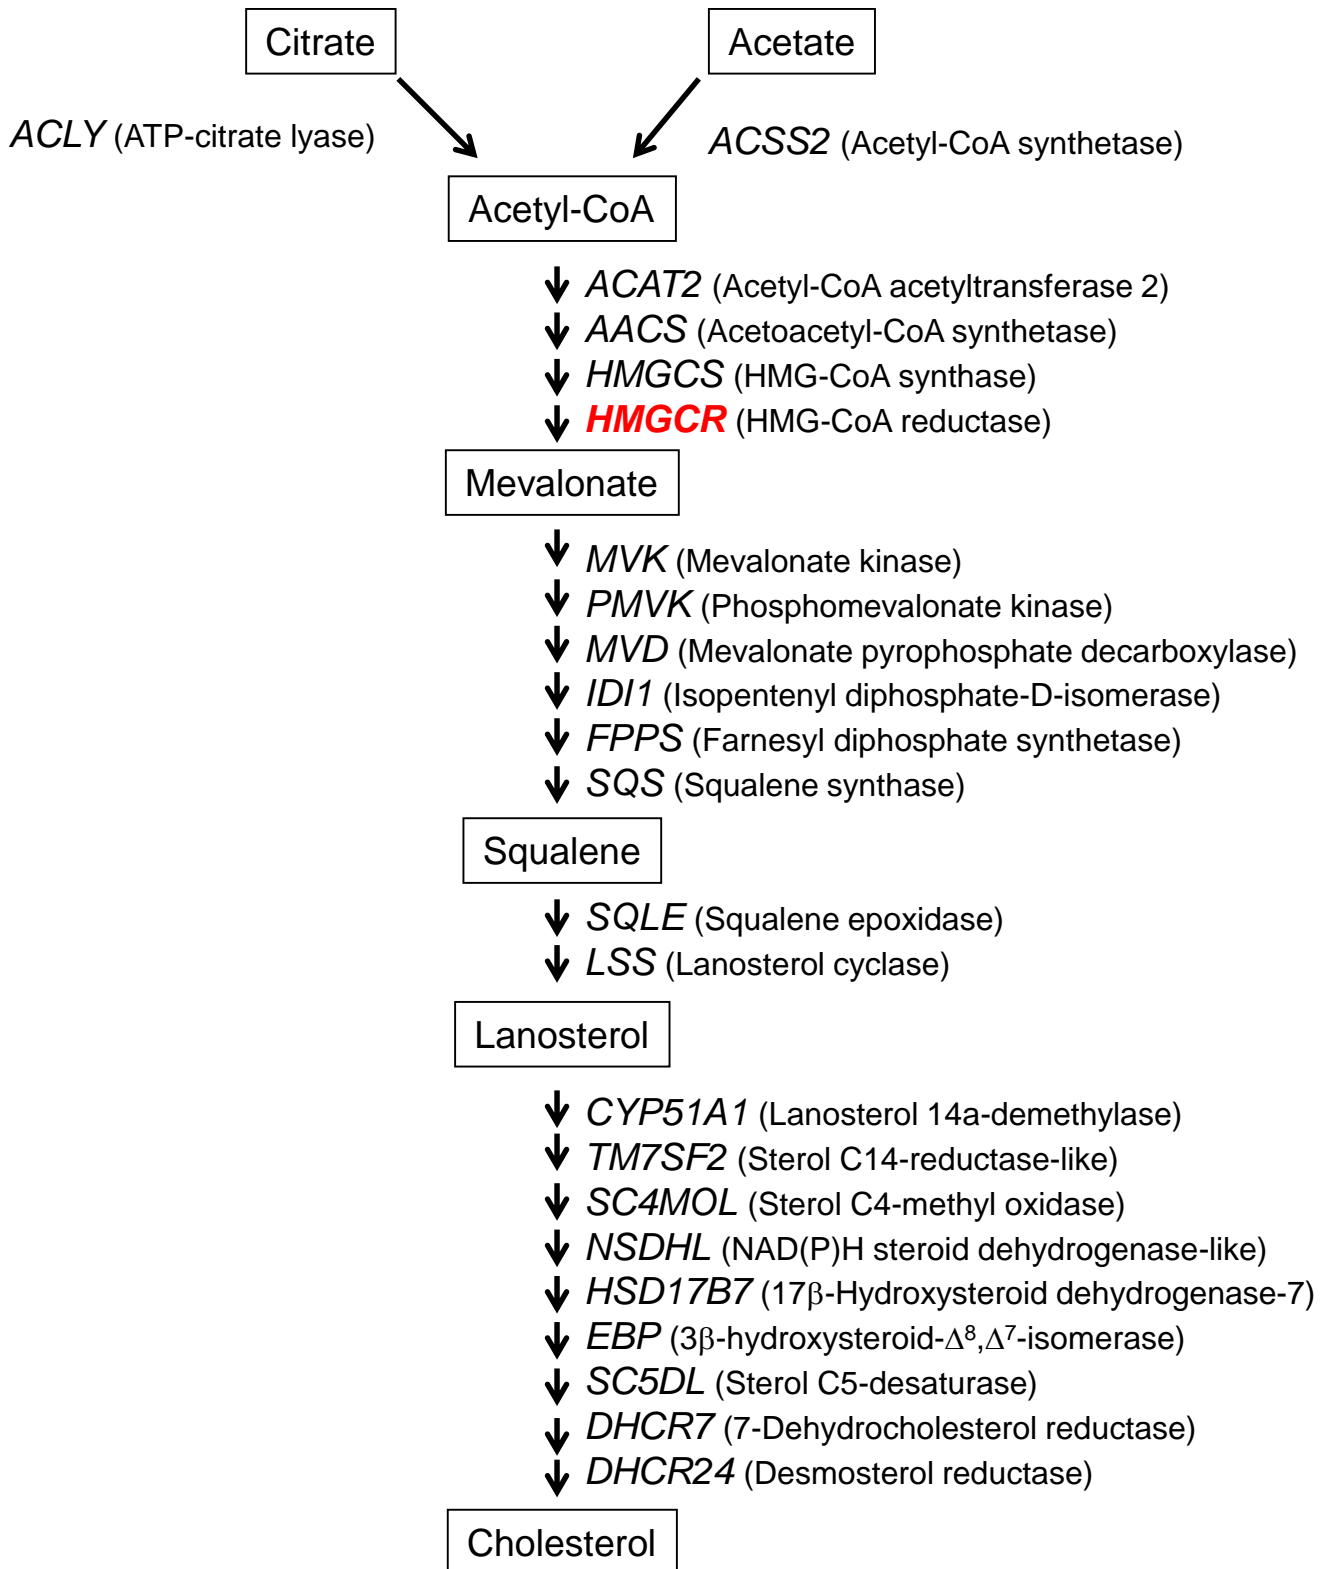 Citrate
Acetate
ACLY (ATP-citrate lyase)
ACSS2 (Acetyl-CoA synthetase)
Acetyl-CoA
ACAT2 (Acetyl-CoA acetyltransferase 2)
AACS (Acetoacetyl-CoA synthetase)
HMGCS (HMG-CoA synthase)
HMGCR (HMG-CoA reductase)
Mevalonate
MVK (Mevalonate kinase)
PMVK (Phosphomevalonate kinase)
MVD (Mevalonate pyrophosphate decarboxylase)
IDI1 (Isopentenyl diphosphate-D-isomerase)
FPPS (Farnesyl diphosphate synthetase)
SQS (Squalene synthase)
Squalene
SQLE (Squalene epoxidase)
LSS (Lanosterol cyclase)
Lanosterol
CYP51A1 (Lanosterol 14a-demethylase)
TM7SF2 (Sterol C14-reductase-like)
SC4MOL (Sterol C4-methyl oxidase)
NSDHL (NAD(P)H steroid dehydrogenase-like)
HSD17B7 (17β-Hydroxysteroid dehydrogenase-7)
EBP (3β-hydroxysteroid-Δ⁸,Δ⁷-isomerase)
SC5DL (Sterol C5-desaturase)
DHCR7 (7-Dehydrocholesterol reductase)
DHCR24 (Desmosterol reductase)
Cholesterol